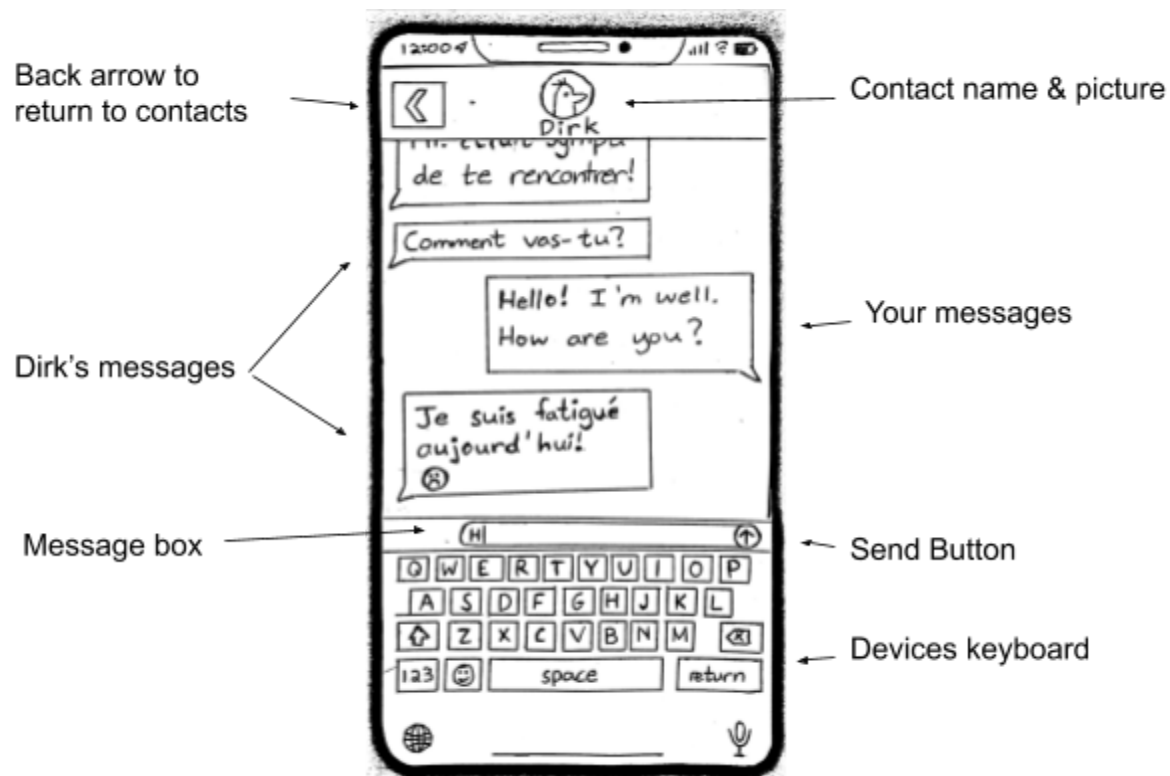 12:00
Back arrow to
return to contacts
Contact name & picture
Dirk
de te rencontrer!
Comment vas-tu?
Hello! I'm well.
How are you?
Your messages
Dirk's messages
Je suis fatigué
aujourd'hui!
Message box
H
Send Button
Q W E R T Y U I O P
A S D F G H J K L
Z X C V B N M
Devices keyboard
123 space return